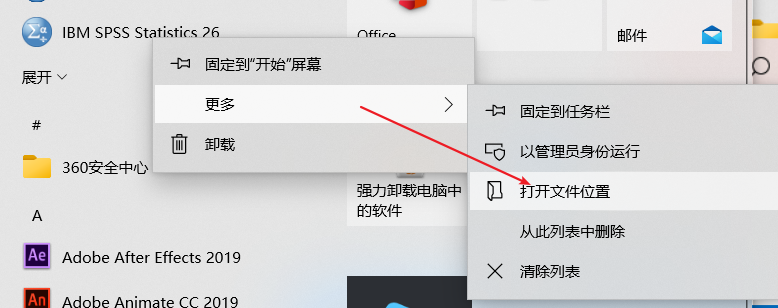 IBM SPSS Statistics 26
展开
#
360安全中心
A
Ae
Adobe After Effects 2019
An
Adobe Animate CC 2019
Office
邮件
强力卸载电脑中
的软件
固定到"开始"屏幕
更多
卸载
固定到任务栏
以管理员身份运行
打开文件位置
从此列表中删除
清除列表